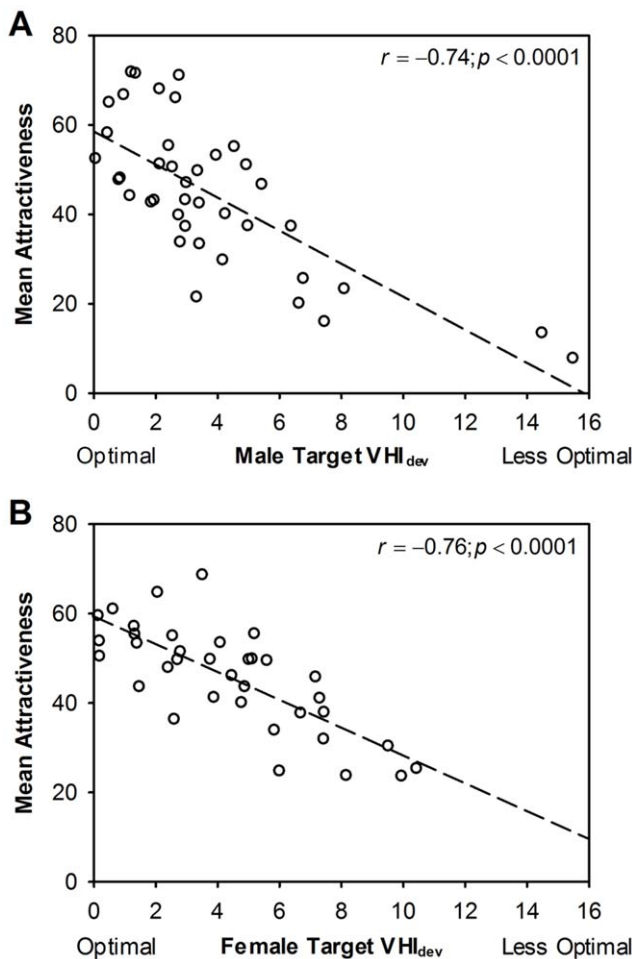 A
80
r = −0.74; p < 0.0001
60
40
20
0
Mean Attractiveness
0 2 4 6 8 10 12 14 16
Optimal Male Target VHIdev Less Optimal
B
80
r = −0.76; p < 0.0001
60
40
20
0
Mean Attractiveness
0 2 4 6 8 10 12 14 16
Optimal Female Target VHIdev Less Optimal